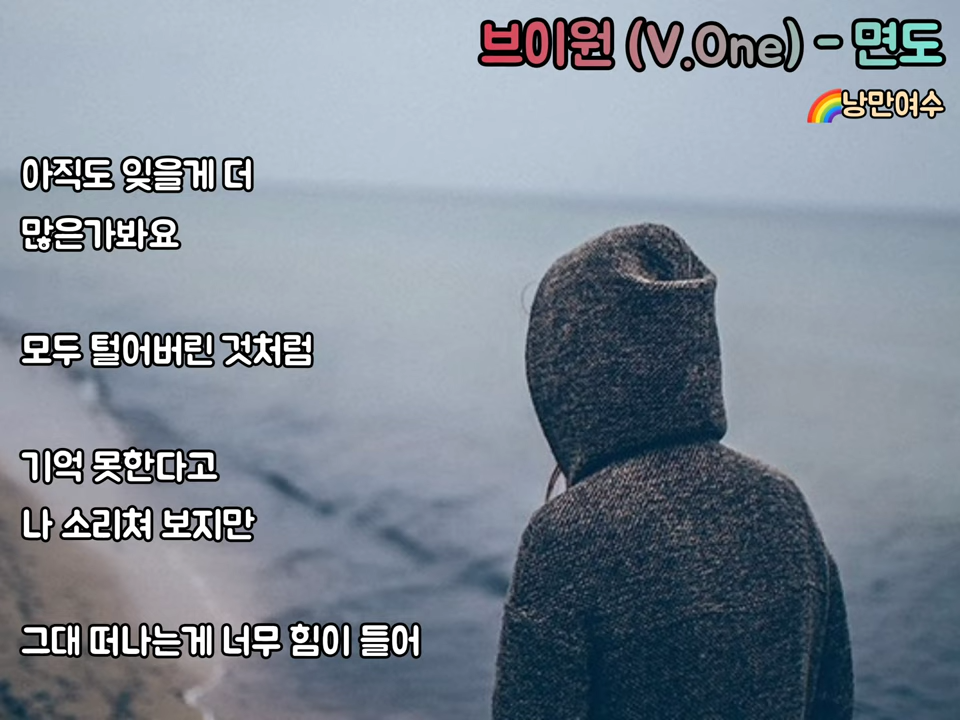 브이원 (V.One) - 면도
🌈낭만여수
아직도 잊을게 더
많은가봐요
모두 털어버린 것처럼
기억 못한다고
나 소리쳐 보지만
그대 떠나는게 너무 힘이 들어